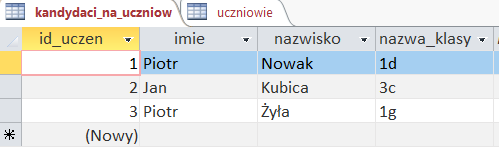 kandydaci_na_uczniow uczniowie
id_uczen imie nazwisko nazwa_klasy
1 Piotr Nowak 1d
2 Jan Kubica 3c
3 Piotr Żyła 1g
* (Nowy)